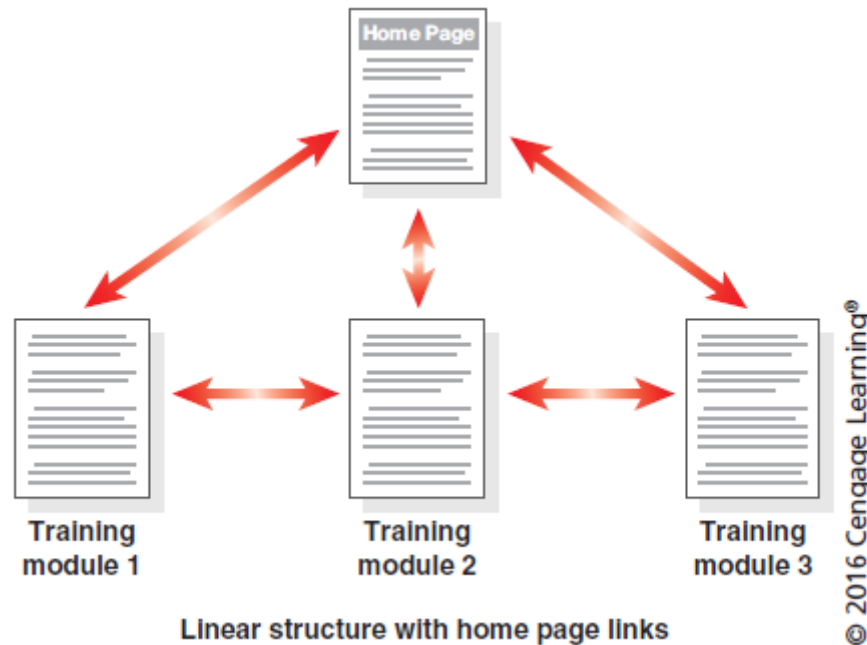 Home Page
Training
module 1
Training
module 2
Training
module 3
Linear structure with home page links
© 2016 Cengage Learning®